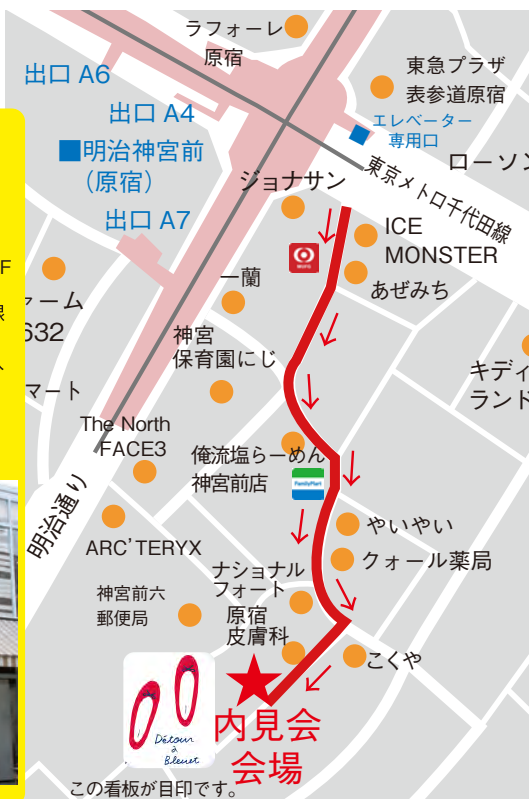 ラフォーレ
原宿
東急プラザ
表参道原宿
出口 A6
出口 A4
エレベーター
専用口
■明治神宮前
(原宿)
ローソン
東京メトロ千代田線
ジョナサン
出口 A7
ICE
MONSTER
MUFG
あぜみち
F
線
ァーム
632
一蘭
神宮
保育園にじ
マート
キディ
ランド
The North
FACE3
俺流塩らーめん
神宮前店
FamilyMart
明治通り
やいやい
ARC'TERYX
クォール薬局
ナショナル
フォート
神宮前六
郵便局
原宿
皮膚科
こくや
Détour
à
Bleuet
内見会
会場
この看板が目印です。